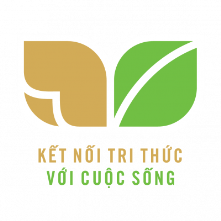 KẾT NỐI TRI THỨC
VỚI CUỘC SỐNG